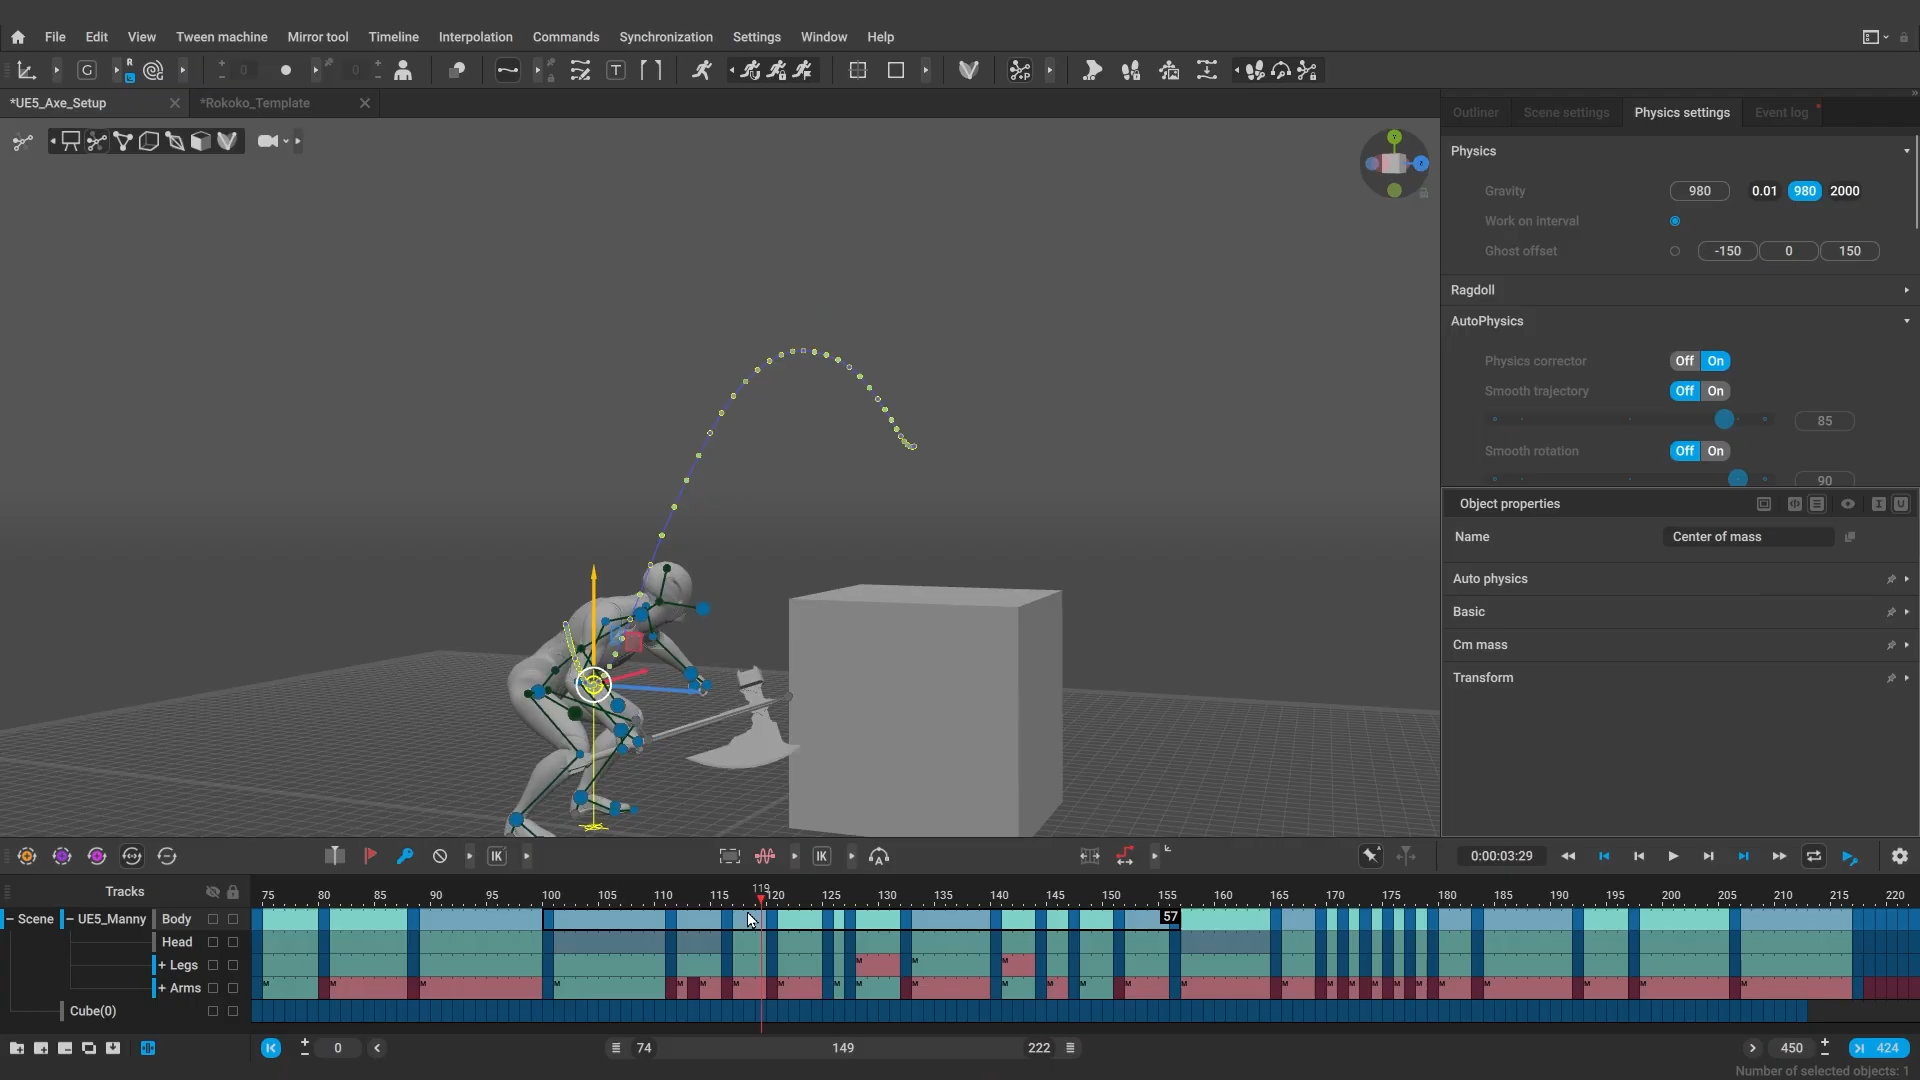 File Edit View Tween machine Mirror tool Timeline Interpolation Commands Synchronization Settings Window Help
G R L 0 0 T P
*UE5_Axe_Setup *Rokoko_Template
Outliner Scene settings Physics settings Event log
Physics
Gravity 980 0.01 980 2000
Work on interval
Ghost offset -150 0 150
Ragdoll
AutoPhysics
Physics corrector Off On
Smooth trajectory Off On
85
Smooth rotation Off On
90
Object properties
Name Center of mass
Auto physics
Basic
Cm mass
Transform
IK IK 0:00:03:29
Tracks 75 80 85 90 95 100 105 110 115 119 120 125 130 135 140 145 150 155 160 165 170 175 180 185 190 195 200 205 210 215 220
Scene UE5_Manny Body 57
Head
+ Legs M M M
+ Arms M M M M M M M M M M M M M M M M M M M M M M M M
Cube(0)
0 74 149 222 450 424
Number of selected objects: 1